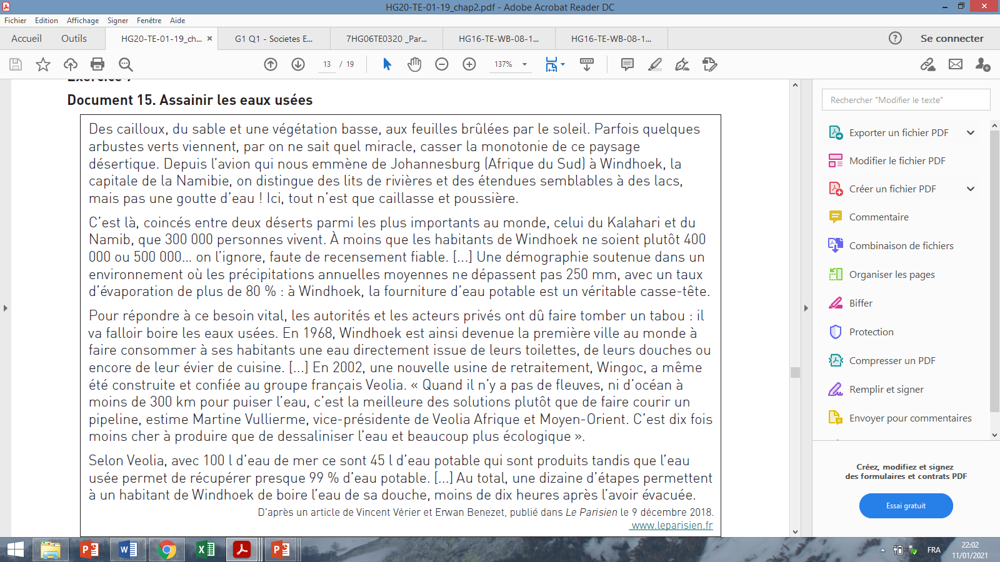 HG20-TE-01-19_chap2.pdf - Adobe Acrobat Reader DC
Fichier Edition Affichage Signer Fenêtre Aide
Accueil Outils HG20-TE-01-19_ch... × G1 Q1 - Societes E... 7HG06TE0320 _Par... HG16-TE-WB-08-1... HG16-TE-WB-08-1... Se connecter
13 / 19 137%
Document 15. Assainir les eaux usées
Des cailloux, du sable et une végétation basse, aux feuilles brûlées par le soleil. Parfois quelques
arbustes verts viennent, par on ne sait quel miracle, casser la monotonie de ce paysage
désertique. Depuis l'avion qui nous emmène de Johannesburg (Afrique du Sud) à Windhoek, la
capitale de la Namibie, on distingue des lits de rivières et des étendues semblables à des lacs,
mais pas une goutte d'eau ! Ici, tout n'est que caillasse et poussière.
C'est là, coincés entre deux déserts parmi les plus importants au monde, celui du Kalahari et du
Namib, que 300 000 personnes vivent. À moins que les habitants de Windhoek ne soient plutôt 400
000 ou 500 000... on l'ignore, faute de recensement fiable. [...] Une démographie soutenue dans un
environnement où les précipitations annuelles moyennes ne dépassent pas 250 mm, avec un taux
d'évaporation de plus de 80 % : à Windhoek, la fourniture d'eau potable est un véritable casse-tête.
Pour répondre à ce besoin vital, les autorités et les acteurs privés ont dû faire tomber un tabou : il
va falloir boire les eaux usées. En 1968, Windhoek est ainsi devenue la première ville au monde à
faire consommer à ses habitants une eau directement issue de leurs toilettes, de leurs douches ou
encore de leur évier de cuisine. [...] En 2002, une nouvelle usine de retraitement, Wingoc, a même
été construite et confiée au groupe français Veolia. « Quand il n'y a pas de fleuves, ni d'océan à
moins de 300 km pour puiser l'eau, c'est la meilleure des solutions plutôt que de faire courir un
pipeline, estime Martine Vullierme, vice-présidente de Veolia Afrique et Moyen-Orient. C'est dix fois
moins cher à produire que de dessaliniser l'eau et beaucoup plus écologique ».
Selon Veolia, avec 100 l d'eau de mer ce sont 45 l d'eau potable qui sont produits tandis que l'eau
usée permet de récupérer presque 99 % d'eau potable. [...] Au total, une dizaine d'étapes permettent
à un habitant de Windhoek de boire l'eau de sa douche, moins de dix heures après l'avoir évacuée.
D'après un article de Vincent Vérier et Erwan Benezet, publié dans Le Parisien le 9 décembre 2018.
www.leparisien.fr
Rechercher "Modifier le texte"
Exporter un fichier PDF
Modifier le fichier PDF
Créer un fichier PDF
Commentaire
Combinaison de fichiers
Organiser les pages
Biffer
Protection
Compresser un PDF
Remplir et signer
Envoyer pour commentaires
Créez, modifiez et signez
des formulaires et contrats PDF
Essai gratuit
FRA
22:02
11/01/2021